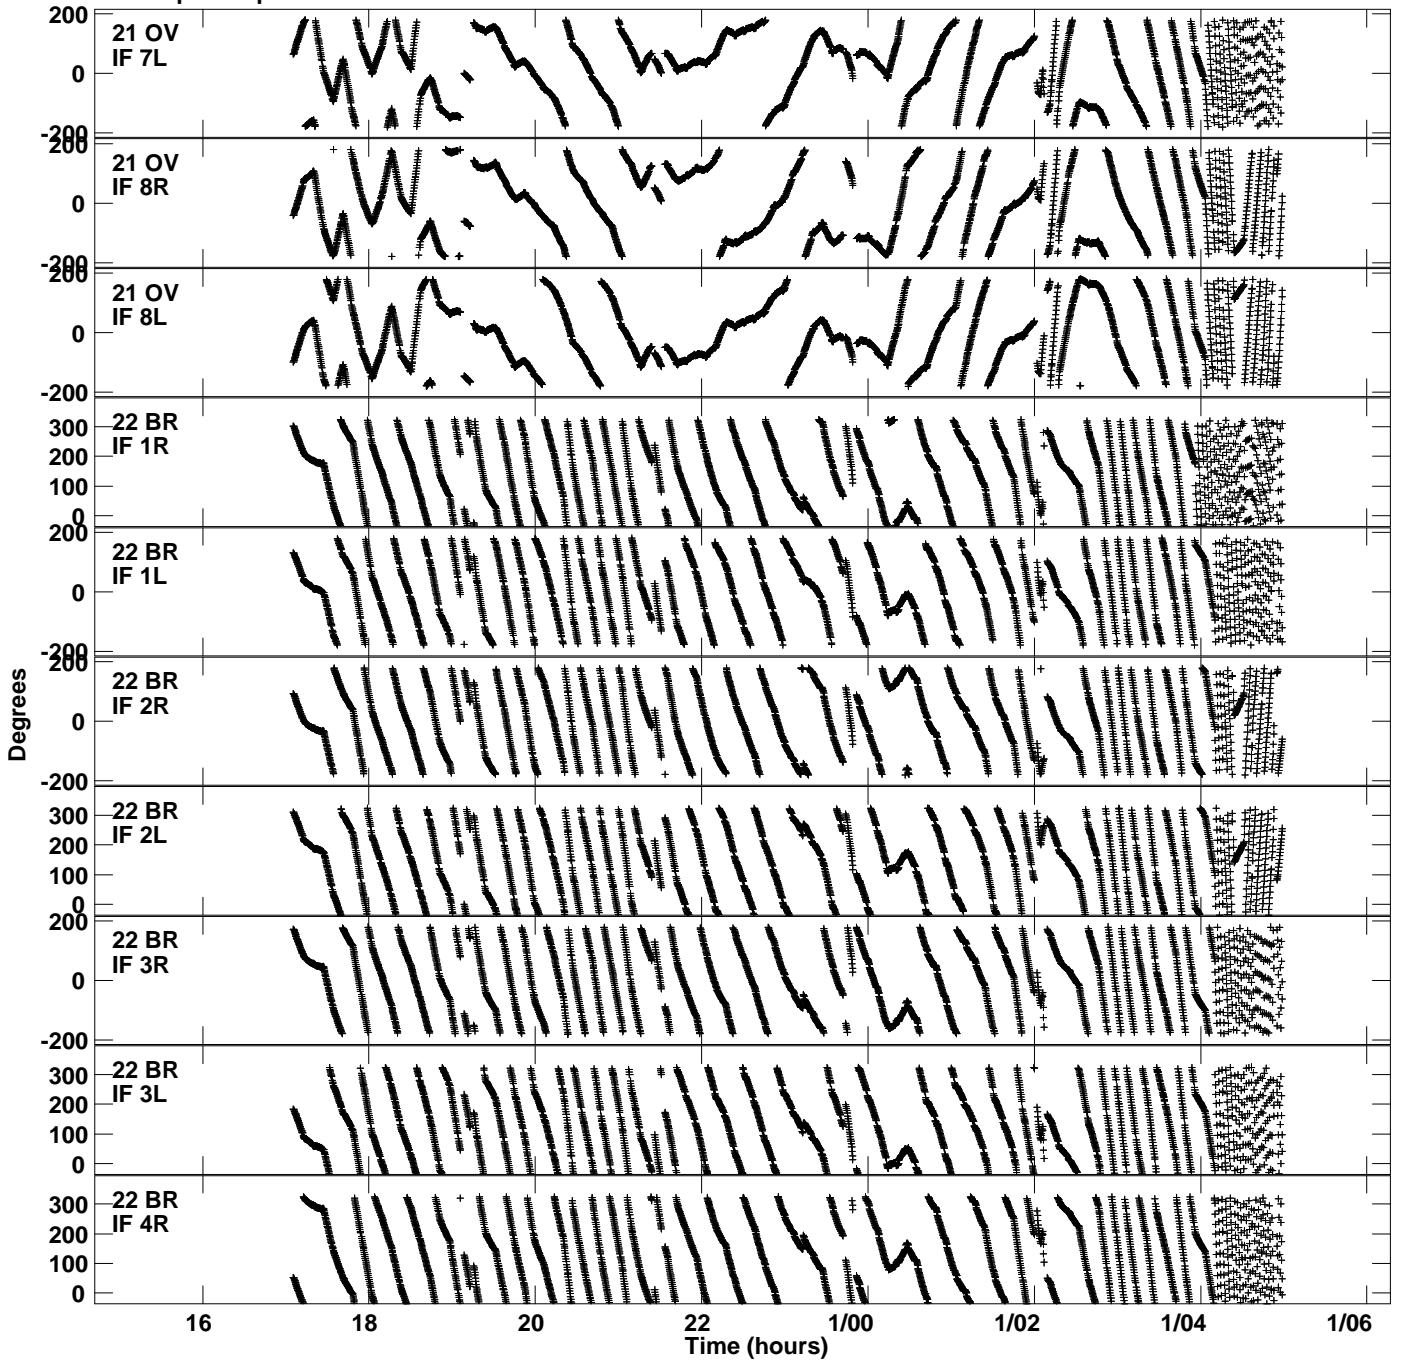 200
0
-200
21 OV
IF 7L
200
0
-200
21 OV
IF 8R
200
0
-200
21 OV
IF 8L
300
200
100
0
22 BR
IF 1R
200
0
-200
22 BR
IF 1L
200
0
-200
22 BR
IF 2R
300
200
100
0
22 BR
IF 2L
200
0
-200
22 BR
IF 3R
300
200
100
0
22 BR
IF 3L
300
200
100
0
22 BR
IF 4R
Degrees
16 18 20 22 1/00 1/02 1/04 1/06
Time (hours)